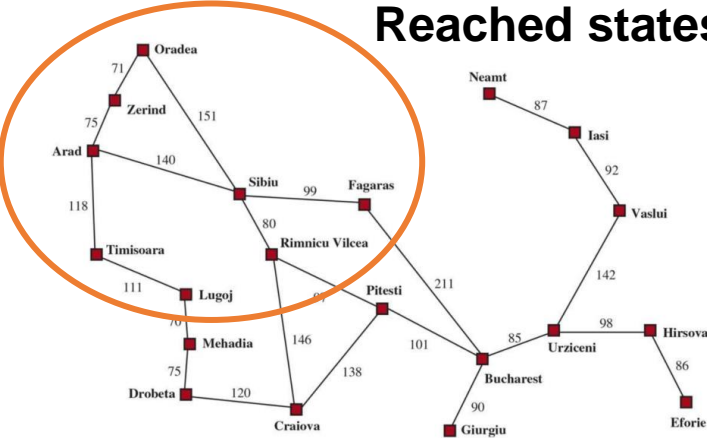 Reached states
Oradea
71
Neamt
87
Zerind
151
Iasi
75
Arad
140
92
Sibiu
99
Fagaras
118
80
Vaslui
Timisoara
Rimnicu Vilcea
142
111
211
Lugoj
97
Pitesti
70
98
Hirsova
146
101
85
Mehadia
Urziceni
138
86
75
Bucharest
Drobeta
120
90
Craiova
Giurgiu
Eforie